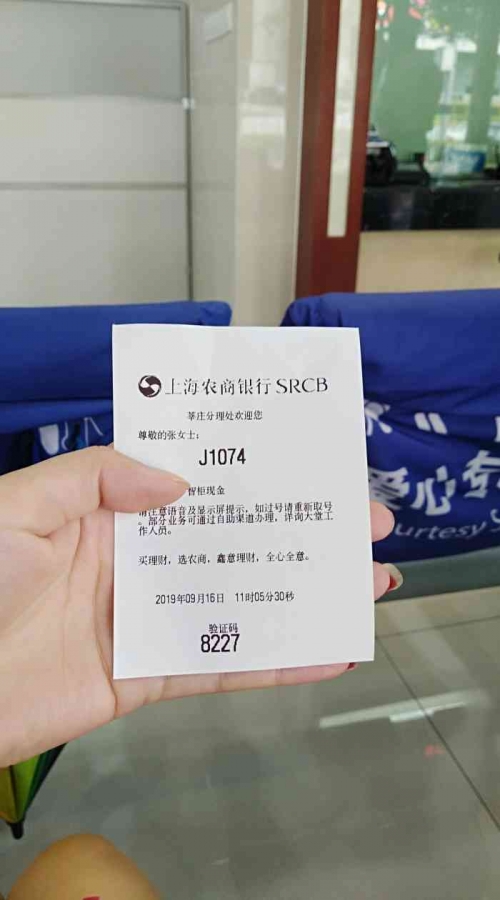 上海农商银行 SRCB
莘庄分理处欢迎您
尊敬的张女士:
J1074
智柜现金
请注意语音及显示屏提示,如过号请重新取号
。部分业务可通过自助渠道办理,详询大堂工
作人员。
买理财,选农商,鑫意理财,全心全意。
2019年09月16日 11时05分30秒
验证码
8227
爱心
urtesy